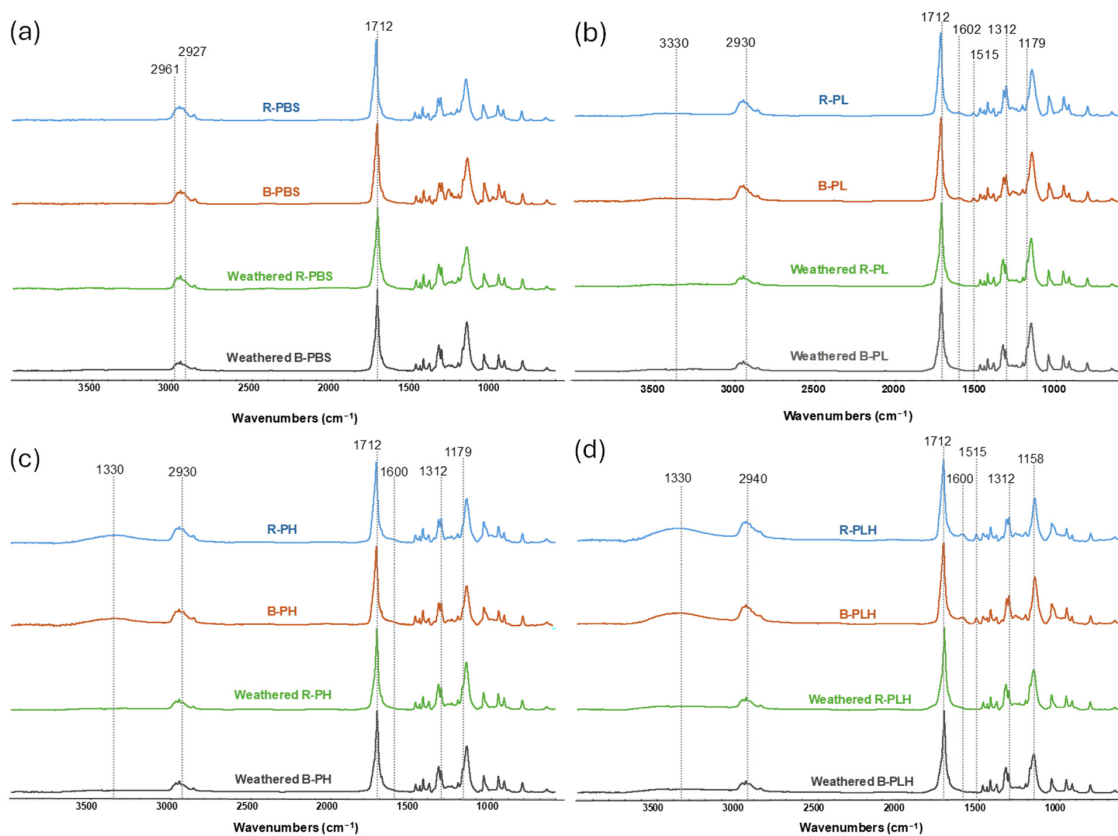 (a)
1712
2927
2961
R-PBS
B-PBS
Weathered R-PBS
Weathered B-PBS
3500 3000 2500 2000 1500 1000
Wavenumbers (cm⁻¹)
(b)
1712 1602 1312
3330 2930 1515 1179
R-PL
B-PL
Weathered R-PL
Weathered B-PL
3500 3000 2500 2000 1500 1000
Wavenumbers (cm⁻¹)
(c)
1712 1179
1330 2930 1600 1312
R-PH
B-PH
Weathered R-PH
Weathered B-PH
3500 3000 2500 2000 1500 1000
Wavenumbers (cm⁻¹)
(d)
1712 1515 1158
1330 2940 1600 1312
R-PLH
B-PLH
Weathered R-PLH
Weathered B-PLH
3500 3000 2500 2000 1500 1000
Wavenumbers (cm⁻¹)